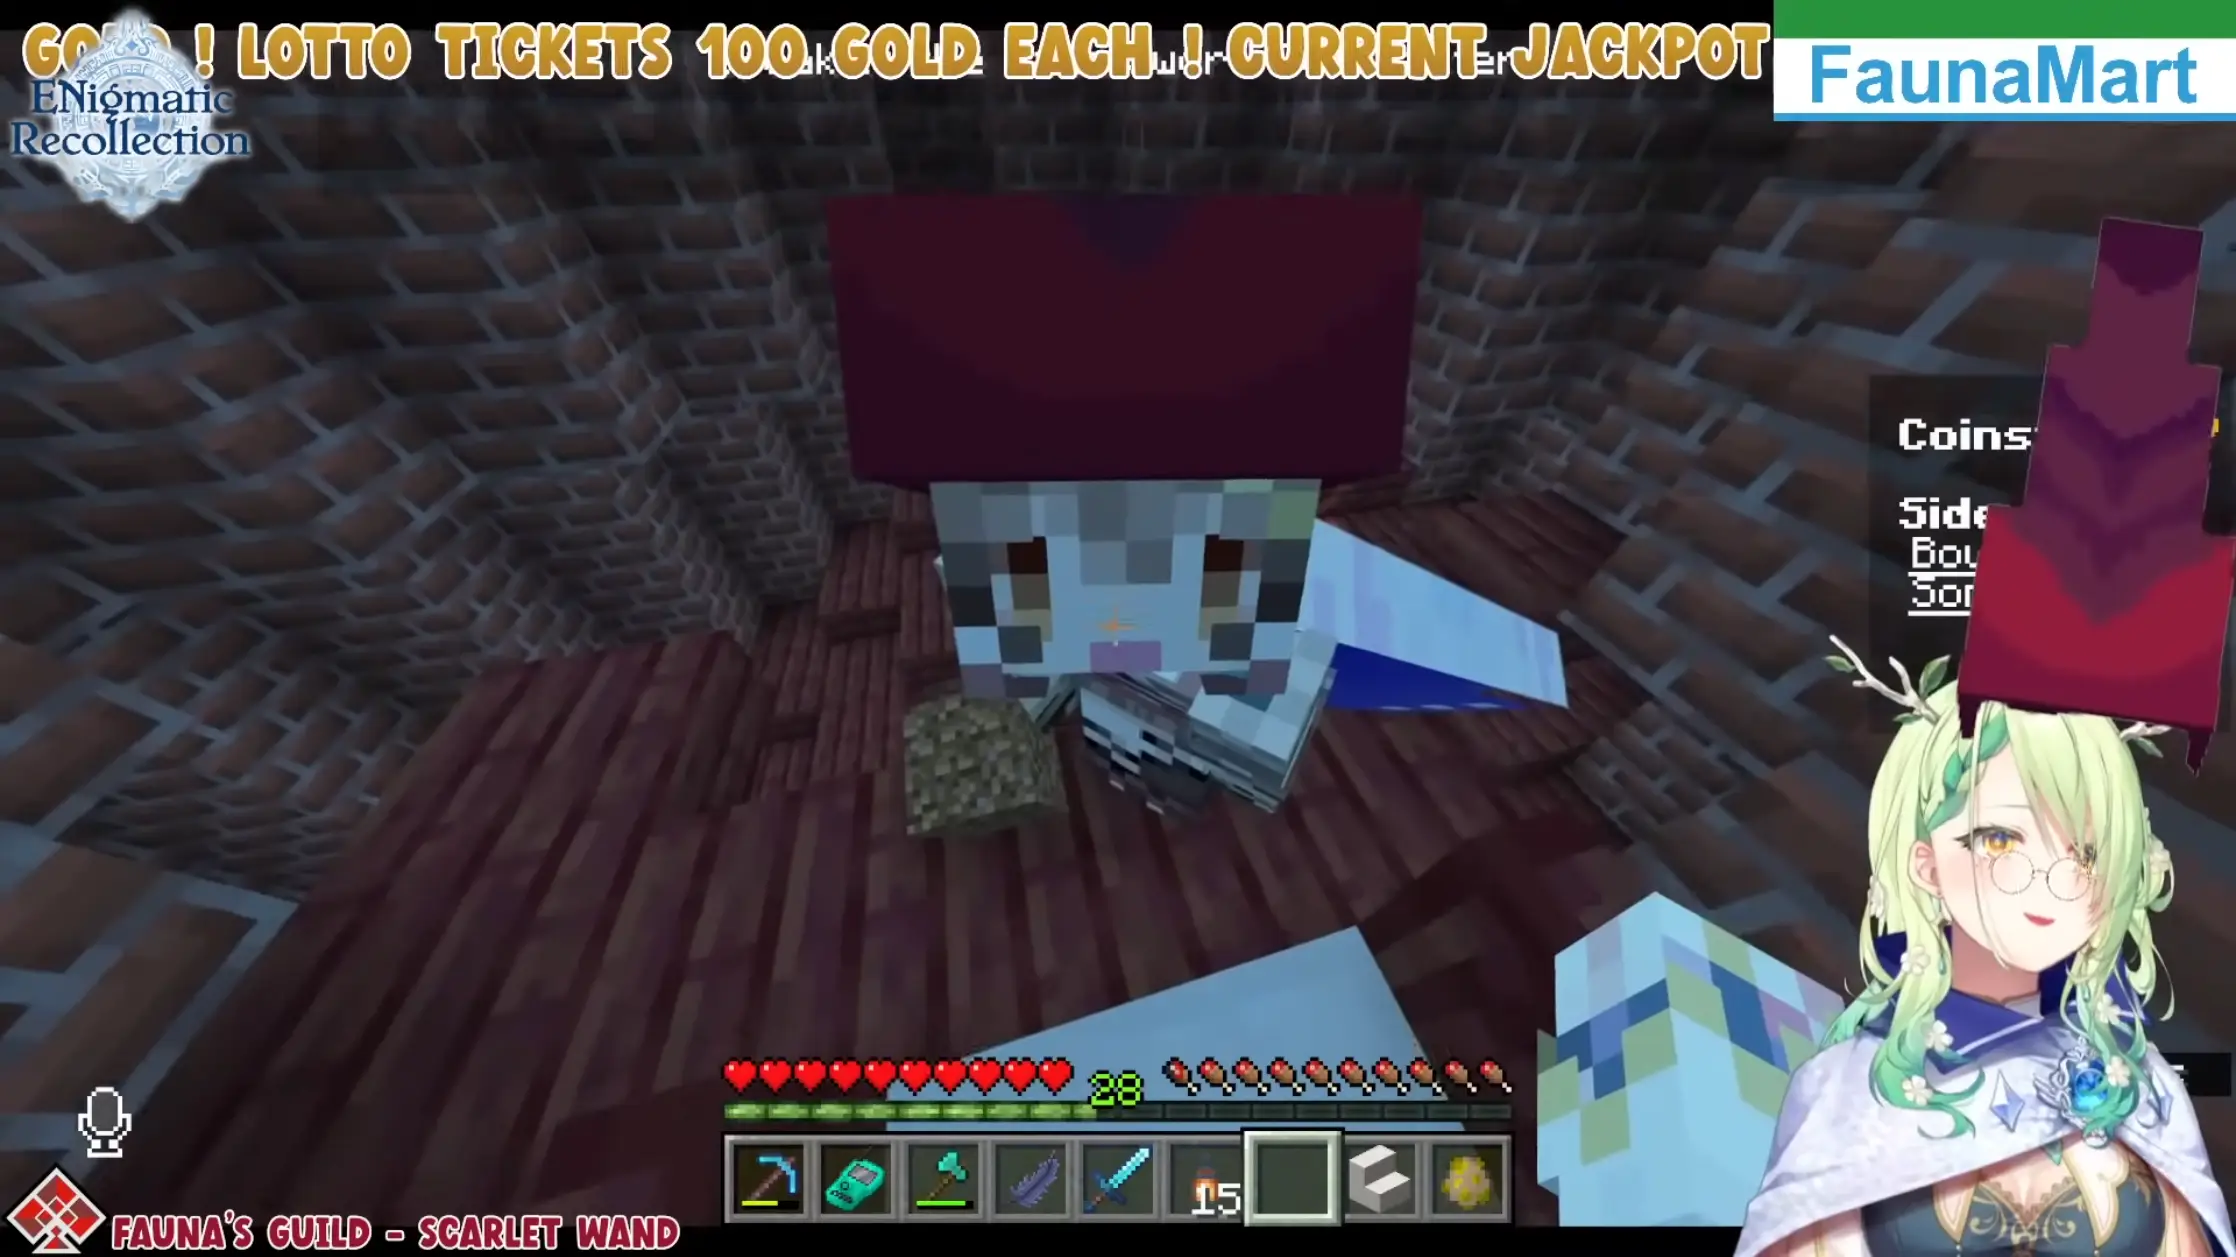 ! LOTTO TICKETS 100 GOLD EACH ! CURRENT JACKPOT
FaunaMart
ENigmatic
Recollection
Coins:
Side
28
15
FAUNA'S GUILD - SCARLET WAND